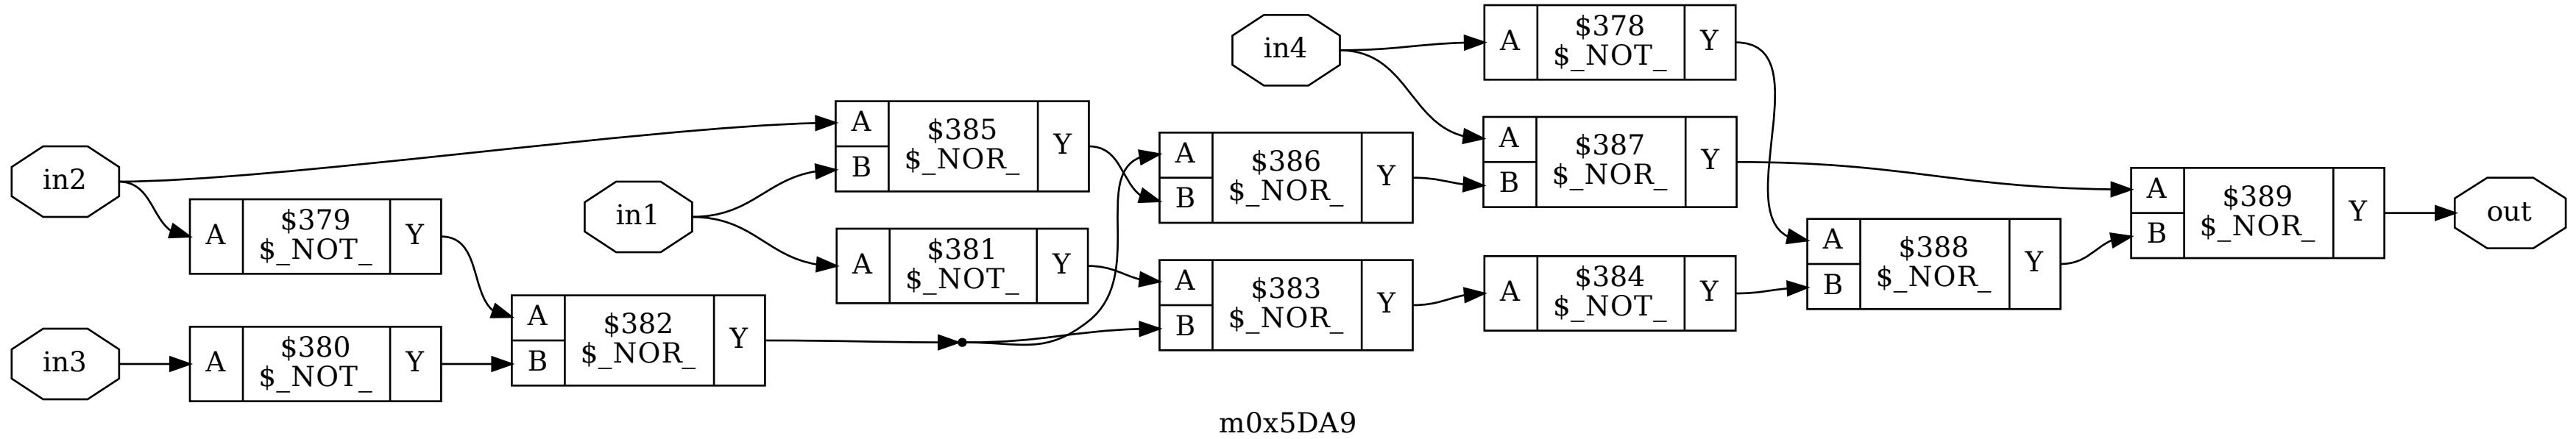 in4
A
$378
$_NOT_
Y
in2
A
B
$385
$_NOR_
Y
A
B
$386
$_NOR_
Y
A
B
$387
$_NOR_
Y
A
B
$389
$_NOR_
Y
out
A
$379
$_NOT_
Y
in1
A
$381
$_NOT_
Y
A
B
$388
$_NOR_
Y
in3
A
$380
$_NOT_
Y
A
B
$382
$_NOR_
Y
A
B
$383
$_NOR_
Y
A
$384
$_NOT_
Y
m0x5DA9